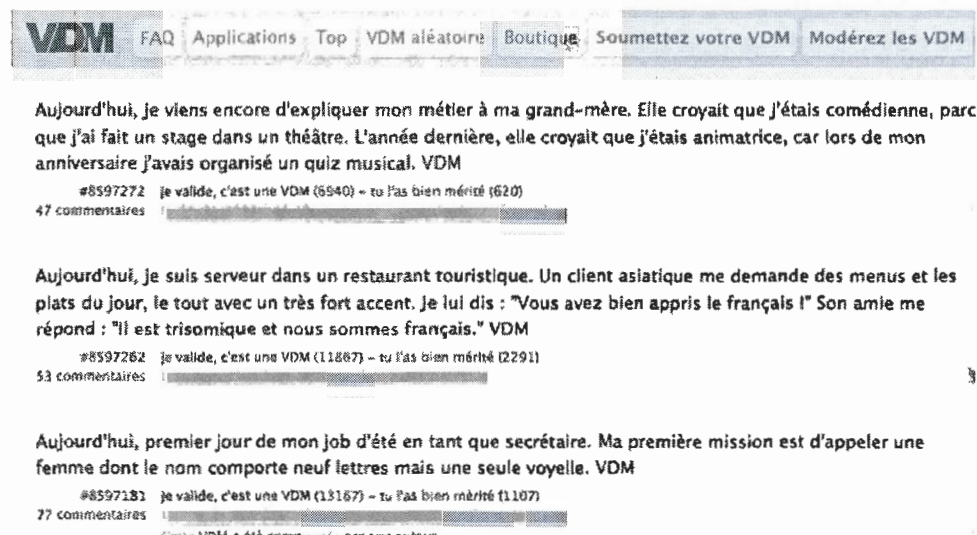 VDM FAQ Applications Top VDM aléatoire Boutique Soumettez votre VDM Modérez les VDM
Aujourd'hui, je viens encore d'expliquer mon métier à ma grand-mère. Elle croyait que j'étais comédienne, parc
que j'ai fait un stage dans un théâtre. L'année dernière, elle croyait que j'étais animatrice, car lors de mon
anniversaire j'avais organisé un quiz musical. VDM
#8597272 je valide, c'est une VDM (6940) - tu l'as bien mérité (620)
47 commentaires
Aujourd'hui, je suis serveur dans un restaurant touristique. Un client asiatique me demande des menus et les
plats du jour, le tout avec un très fort accent. Je lui dis : "Vous avez bien appris le français !" Son amie me
répond : "Il est trisomique et nous sommes français." VDM
#8597262 je valide, c'est une VDM (11867) - tu l'as bien mérité (2291)
53 commentaires
Aujourd'hui, premier jour de mon job d'été en tant que secrétaire. Ma première mission est d'appeler une
femme dont le nom comporte neuf lettres mais une seule voyelle. VDM
#8597181 je valide, c'est une VDM (13167) - tu l'as bien mérité (1107)
77 commentaires
VDM a été